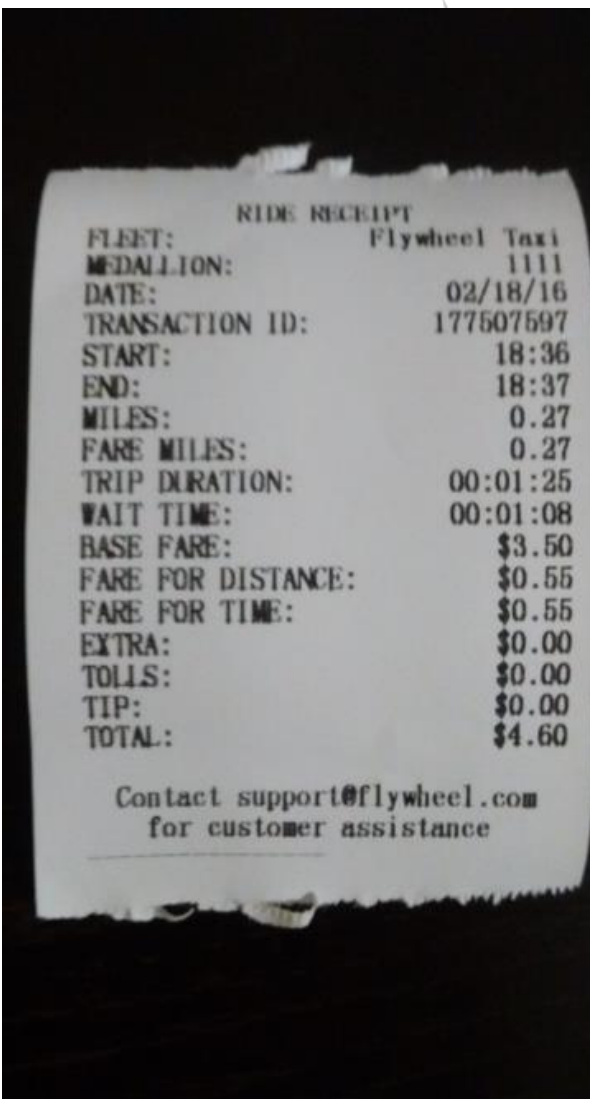 RIDE RECEIPT
FLEET: Flywheel Taxi
MEDALLION: 1111
DATE: 02/18/16
TRANSACTION ID: 177507597
START: 18:36
END: 18:37
MILES: 0.27
FARE MILES: 0.27
TRIP DURATION: 00:01:25
WAIT TIME: 00:01:08
BASE FARE: $3.50
FARE FOR DISTANCE: $0.55
FARE FOR TIME: $0.55
EXTRA: $0.00
TOLLS: $0.00
TIP: $0.00
TOTAL: $4.60
Contact support@flywheel.com
for customer assistance